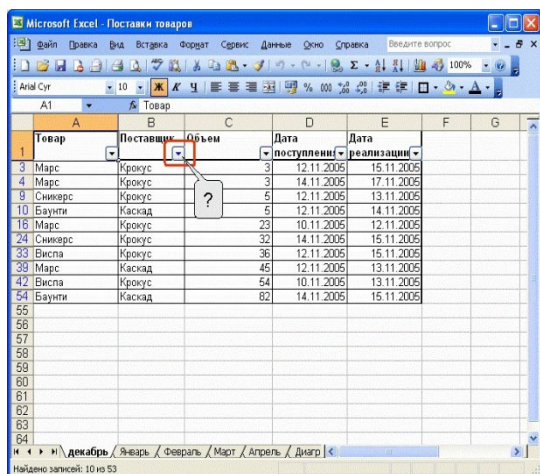 Microsoft Excel - Поставки товаров
Файл Правка Вид Вставка Формат Сервис Данные Окно Справка Введите вопрос
100%
Arial Cyr 10 Ж К Ч % 000
A1 fx Товар
A B C D E F G
1 Товар Поставщик Объем Дата поступления Дата реализации
3 Марс Крокус 3 12.11.2005 15.11.2005
4 Марс Крокус 3 14.11.2005 17.11.2005
9 Сникерс Крокус 5 12.11.2005 13.11.2005
10 Баунти Каскад 5 12.11.2005 14.11.2005
16 Марс Крокус 23 10.11.2005 12.11.2005
24 Сникерс Крокус 32 14.11.2005 15.11.2005
33 Виспа Крокус 36 12.11.2005 15.11.2005
39 Марс Каскад 45 12.11.2005 13.11.2005
42 Виспа Крокус 54 10.11.2005 13.11.2005
54 Баунти Каскад 82 14.11.2005 15.11.2005
?
55
56
57
58
59
60
61
62
63
64
декабрь Январь Февраль Март Апрель Диагр
Найдено записей: 10 из 53